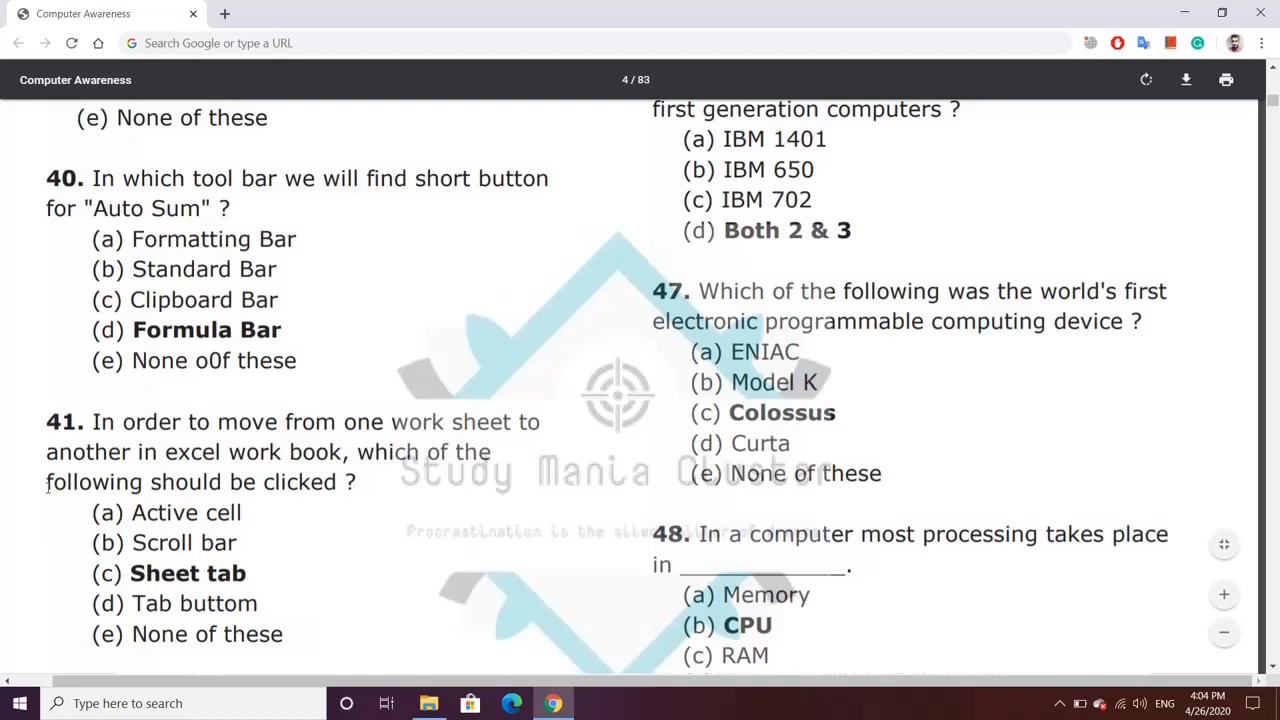 Computer Awareness
Search Google or type a URL
Computer Awareness
4 / 83
(e) None of these
40. In which tool bar we will find short button
for "Auto Sum" ?
(a) Formatting Bar
(b) Standard Bar
(c) Clipboard Bar
(d) Formula Bar
(e) None o0f these
41. In order to move from one work sheet to
another in excel work book, which of the
following should be clicked ?
(a) Active cell
(b) Scroll bar
(c) Sheet tab
(d) Tab buttom
(e) None of these
first generation computers ?
(a) IBM 1401
(b) IBM 650
(c) IBM 702
(d) Both 2 & 3
47. Which of the following was the world's first
electronic programmable computing device ?
(a) ENIAC
(b) Model K
(c) Colossus
(d) Curta
(e) None of these
48. In a computer most processing takes place
in ______________.
(a) Memory
(b) CPU
(c) RAM
Study Mania Cluster
Procrastination is the silent killer of
Type here to search
ENG
4:04 PM
4/26/2020